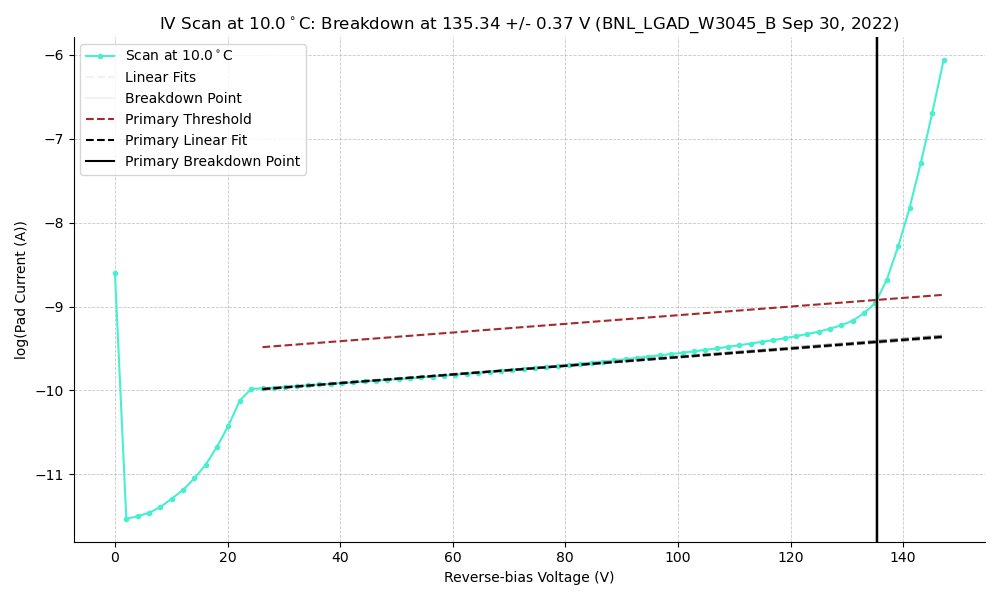 IV Scan at 10.0°C: Breakdown at 135.34 +/- 0.37 V (BNL_LGAD_W3045_B Sep 30, 2022)
Scan at 10.0°C
Linear Fits
Breakdown Point
Primary Threshold
Primary Linear Fit
Primary Breakdown Point
log(Pad Current (A))
−6
−7
−8
−9
−10
−11
0 20 40 60 80 100 120 140
Reverse-bias Voltage (V)